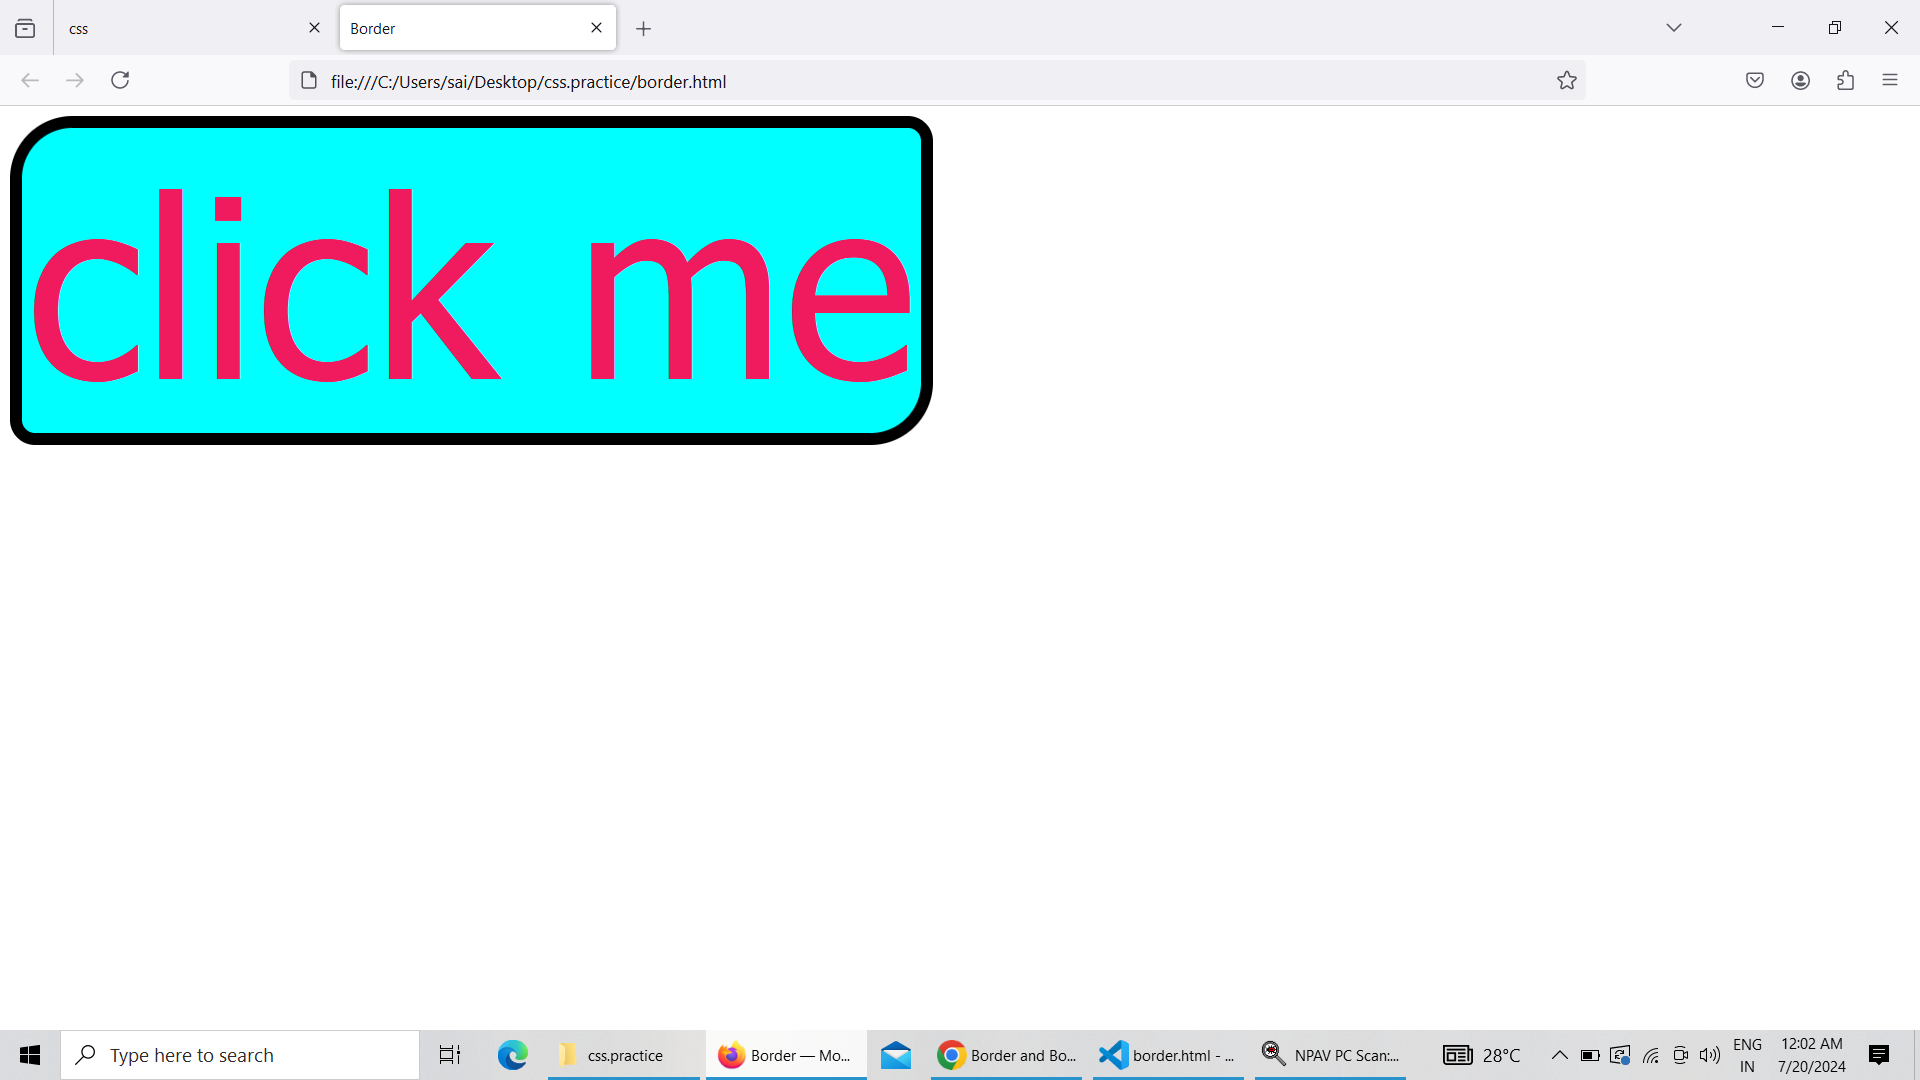 css
Border
file:///C:/Users/sai/Desktop/css.practice/border.html
click me
Type here to search
css.practice
Border — Mo...
Border and Bo...
border.html - ...
NPAV PC Scan:...
28°C
ENG
IN
12:02 AM
7/20/2024